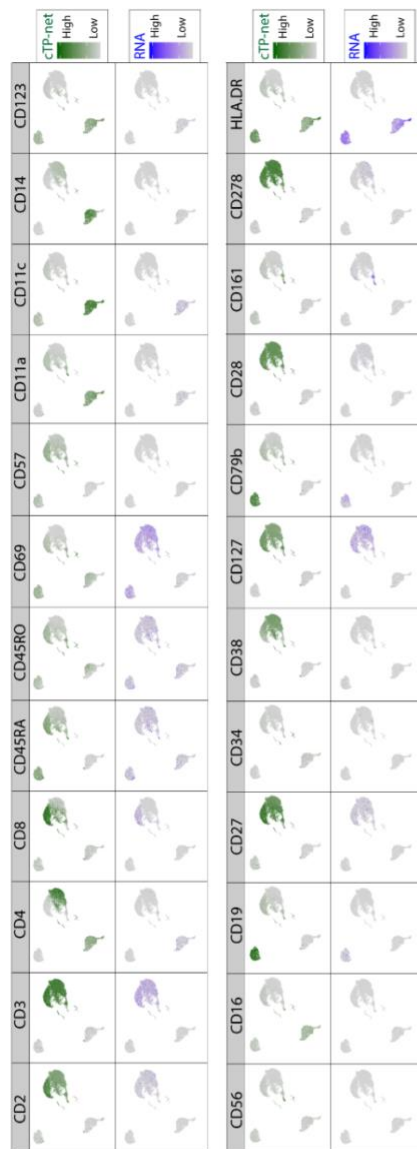 CD2 CD3 CD4 CD8 CD45RA CD45RO CD69 CD57 CD11a CD11c CD14 CD123
cTP-net
High
Low
RNA
High
Low
CD56 CD16 CD19 CD27 CD34 CD38 CD127 CD79b CD28 CD161 CD278 HLA.DR
cTP-net
High
Low
RNA
High
Low